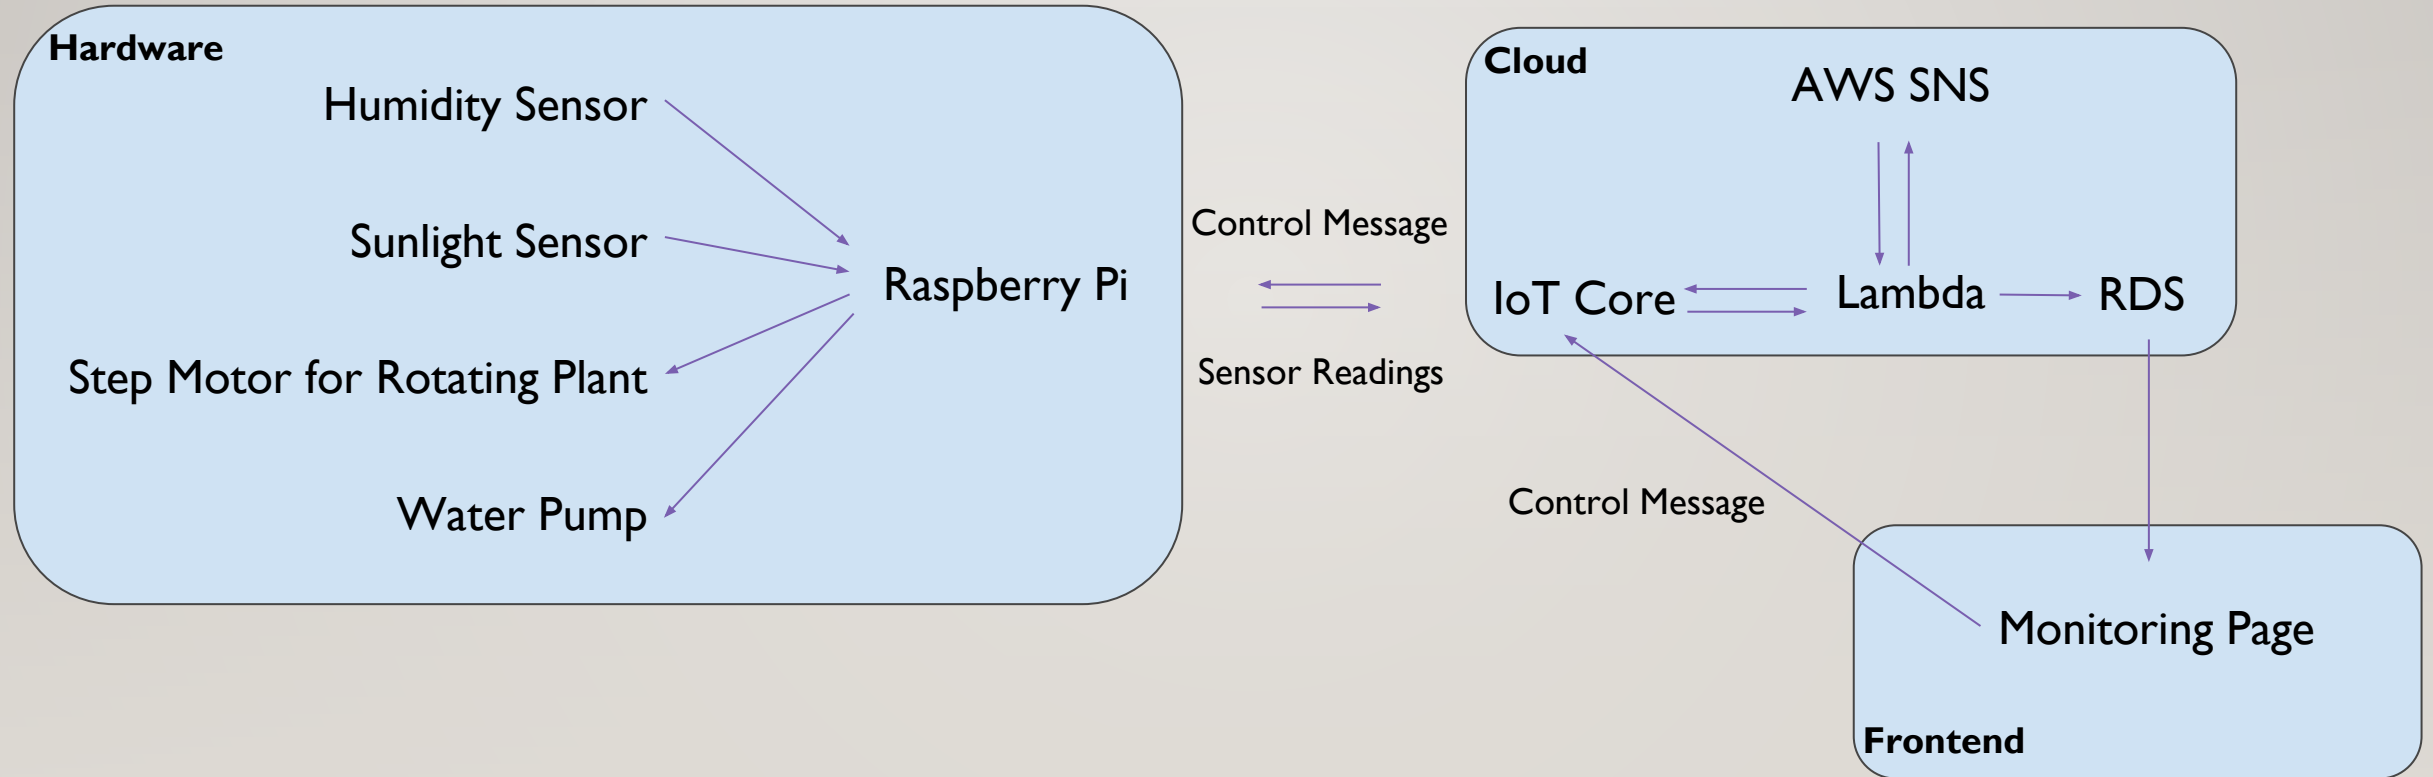 Hardware
Humidity Sensor
Sunlight Sensor
Raspberry Pi
Step Motor for Rotating Plant
Water Pump
Control Message
Sensor Readings
Cloud
AWS SNS
IoT Core
Lambda
RDS
Control Message
Monitoring Page
Frontend